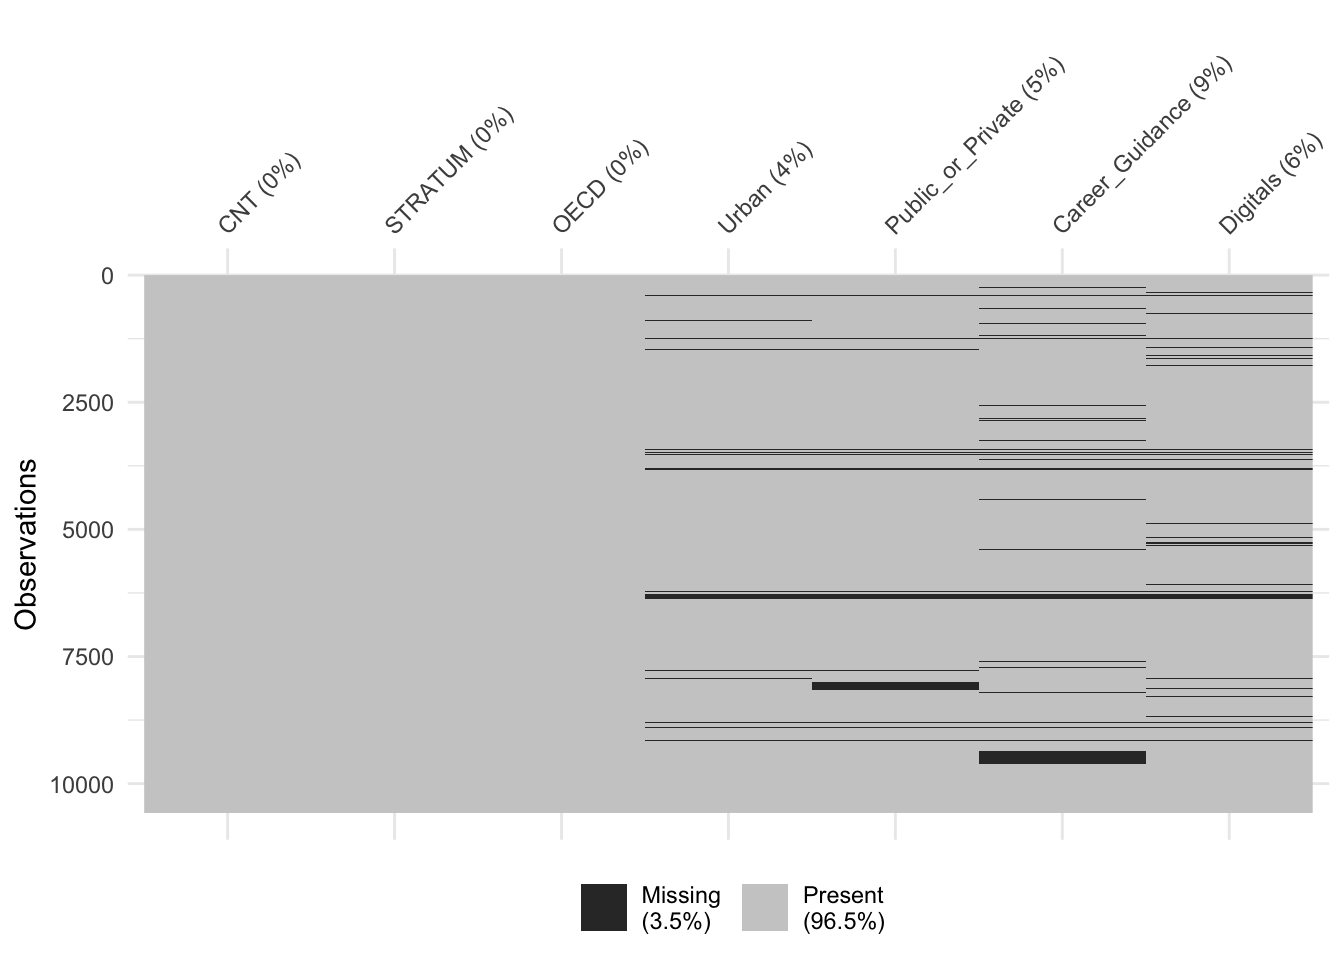 CNT (0%)
STRATUM (0%)
OECD (0%)
Urban (4%)
Public_or_Private (5%)
Career_Guidance (9%)
Digitals (6%)
0
2500
5000
7500
10000
Observations
Missing
(3.5%)
Present
(96.5%)